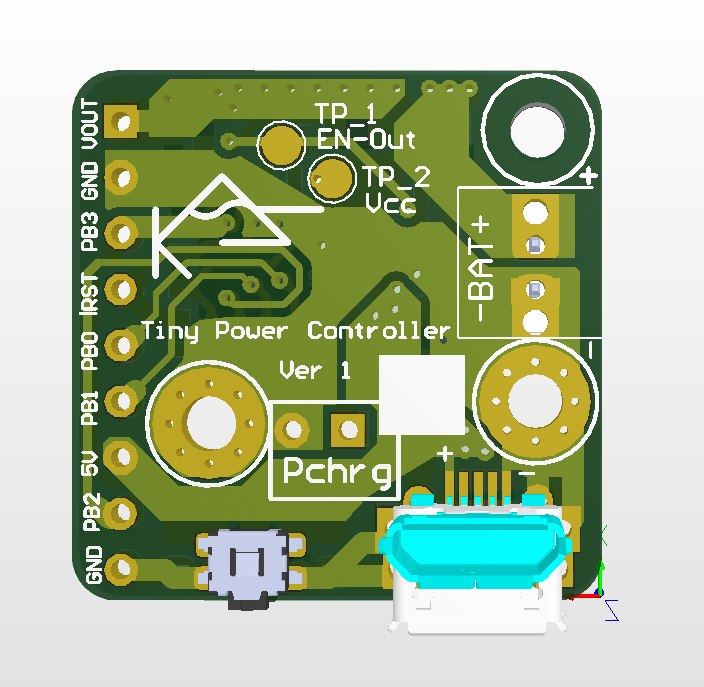 VOUT
GND
PB3
!RST
PB0
PB1
5V
PB2
GND
TP_1
EN-Out
TP_2
Vcc
+
-BAT+
-
Tiny Power Controller
Ver 1
Pchrg
+
-